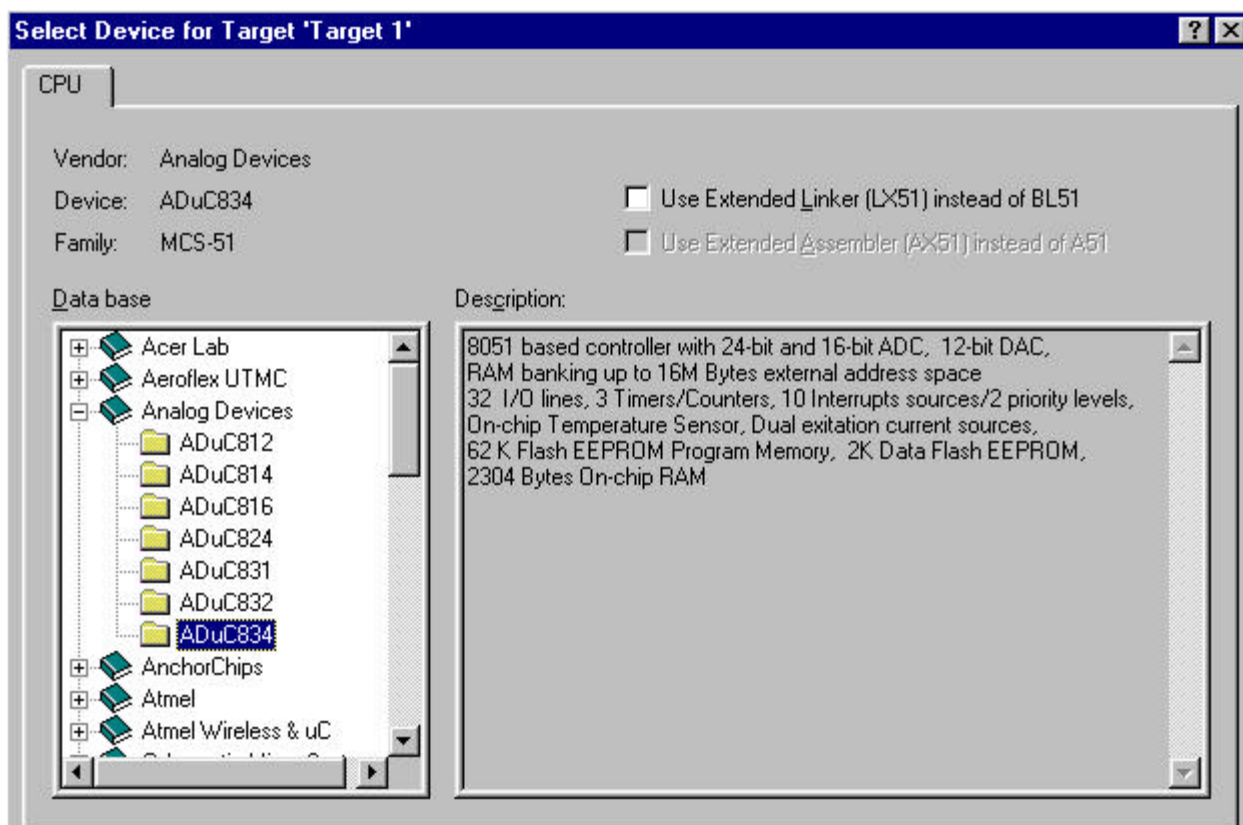 Select Device for Target 'Target 1'
CPU
Vendor: Analog Devices
Device: ADuC834
Use Extended Linker (LX51) instead of BL51
Family: MCS-51
Use Extended Assembler (AX51) instead of A51
Data base
Description:
Acer Lab
Aeroflex UTMC
Analog Devices
ADuC812
ADuC814
ADuC816
ADuC824
ADuC831
ADuC832
ADuC834
AnchorChips
Atmel
Atmel Wireless & uC
8051 based controller with 24-bit and 16-bit ADC, 12-bit DAC,
RAM banking up to 16M Bytes external address space
32 I/O lines, 3 Timers/Counters, 10 Interrupts sources/2 priority levels,
On-chip Temperature Sensor, Dual exitation current sources,
62 K Flash EEPROM Program Memory, 2K Data Flash EEPROM,
2304 Bytes On-chip RAM